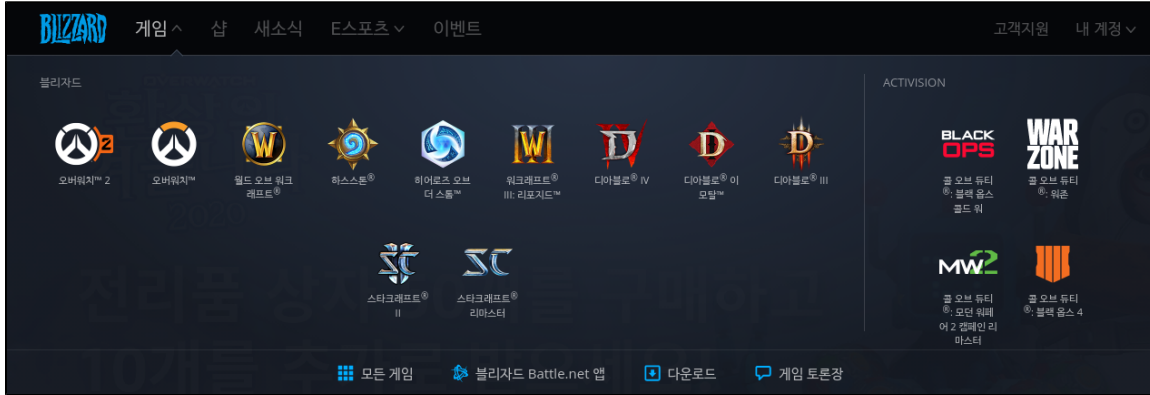 BLIZZARD 게임 샵 새소식 E스포츠 이벤트 고객지원 내 계정
블리자드
ACTIVISION
2
오버워치™ 2
오버워치™
W
월드 오브 워크
래프트®
하스스톤®
히어로즈 오브
더 스톰™
W
워크래프트®
III: 리포지드™
D
디아블로® IV
D
디아블로® 이
모탈™
D
디아블로® III
BLACK
OPS
콜 오브 듀티
®: 블랙 옵스
콜드 워
WAR
ZONE
콜 오브 듀티
®: 워존
SC
스타크래프트®
II
SC
스타크래프트®
리마스터
MW2
콜 오브 듀티
®: 모던 워페
어 2 캠페인 리
마스터
콜 오브 듀티
®: 블랙 옵스 4
모든 게임 블리자드 Battle.net 앱 다운로드 게임 토론장